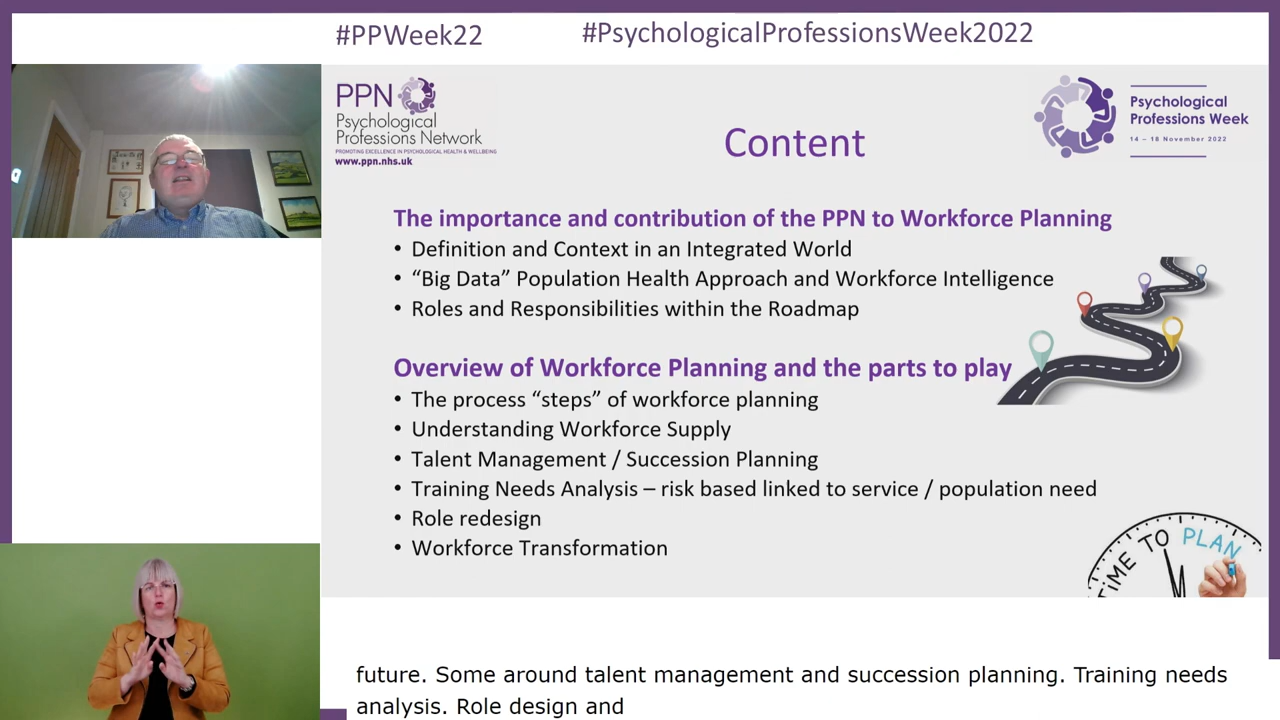 #PPWeek22
#PsychologicalProfessionsWeek2022
PPN
Psychological
Professions Network
PROMOTING EXCELLENCE IN PSYCHOLOGICAL HEALTH & WELLBEING
www.ppn.nhs.uk
Content
Psychological
Professions Week
14 – 18 November 2022
The importance and contribution of the PPN to Workforce Planning
• Definition and Context in an Integrated World
• “Big Data” Population Health Approach and Workforce Intelligence
• Roles and Responsibilities within the Roadmap
Overview of Workforce Planning and the parts to play
• The process “steps” of workforce planning
• Understanding Workforce Supply
• Talent Management / Succession Planning
• Training Needs Analysis – risk based linked to service / population need
• Role redesign
• Workforce Transformation
TIME TO PLAN
future. Some around talent management and succession planning. Training needs
analysis. Role design and